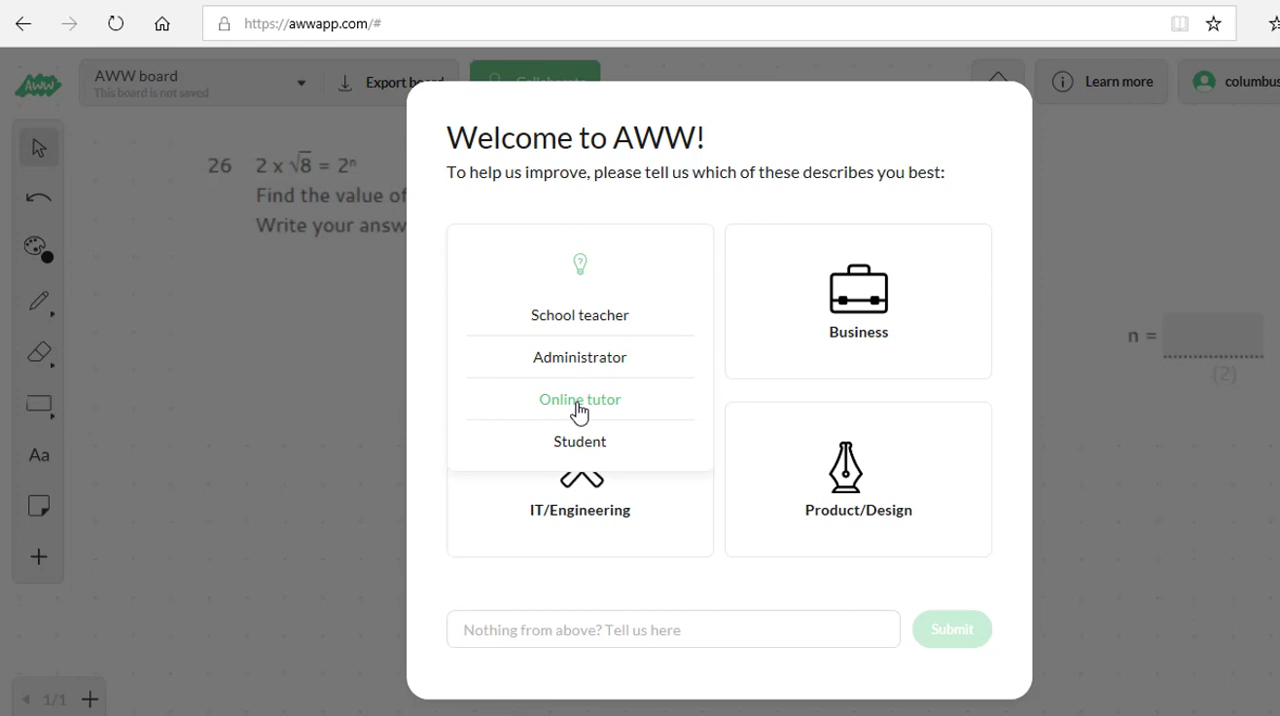 https://awwapp.com/#
AWW
AWW board
This board is not saved
Export board
Collaborate
Learn more
columbus
26 2 x √8 = 2ⁿ
Find the value of
Write your answ
n =
(2)
Welcome to AWW!
To help us improve, please tell us which of these describes you best:
School teacher
Administrator
Online tutor
Student
Business
IT/Engineering
Product/Design
Nothing from above? Tell us here
Submit
Aa
1/1